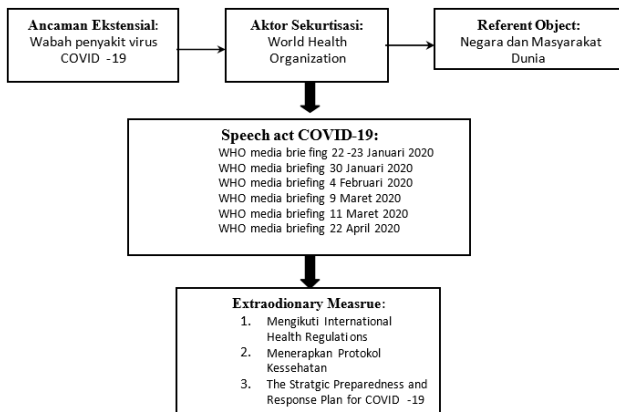 Ancaman Ekstensial:
Wabah penyakit virus
COVID -19
Aktor Sekurtisasi:
World Health
Organization
Referent Object:
Negara dan Masyarakat
Dunia
Speech act COVID-19:
WHO media brie fing 22 -23 Januari 2020
WHO media briefing 30 Januari 2020
WHO media briefing 4 Februari 2020
WHO media briefing 9 Maret 2020
WHO media briefing 11 Maret 2020
WHO media briefing 22 April 2020
Extraodionary Measrue:
1. Mengikuti International
Health Regulations
2. Menerapkan Protokol
Kessehatan
3. The Stratgic Preparedness and
Response Plan for COVID -19